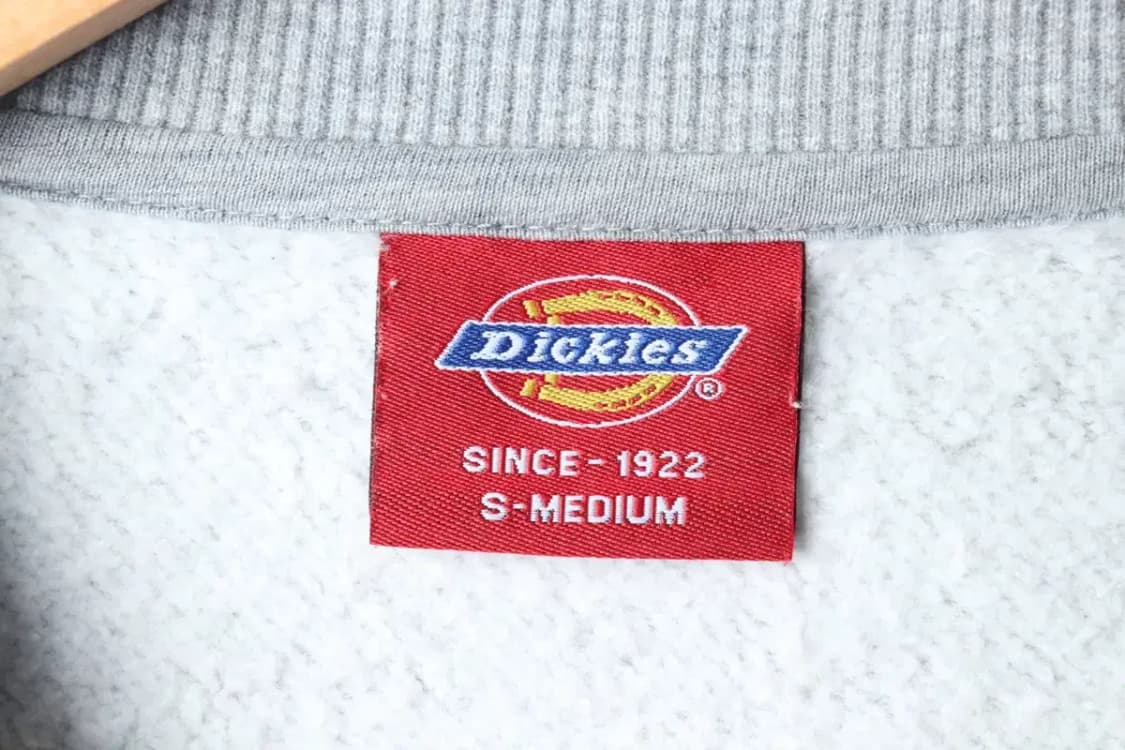 Dickies
®
SINCE - 1922
S-MEDIUM